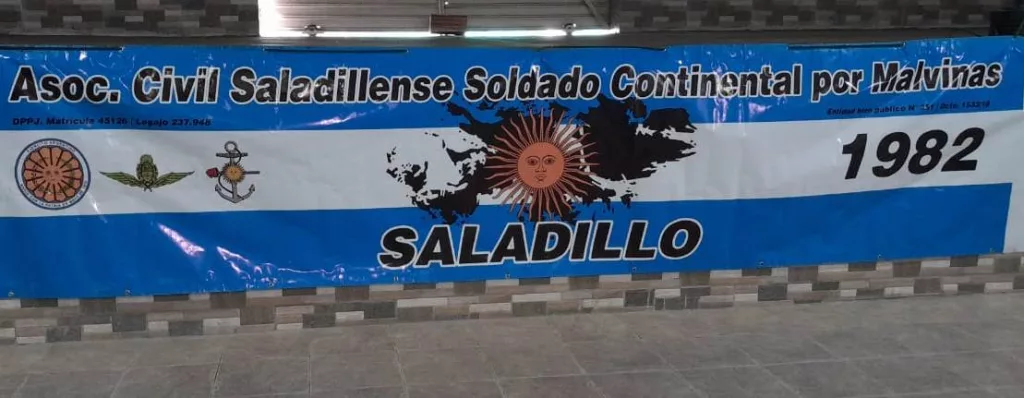 Asoc. Civil Saladillense Soldado Continental por Malvinas
DPPJ. Matricula 45126 | Legajo 237.948
1982
SALADILLO